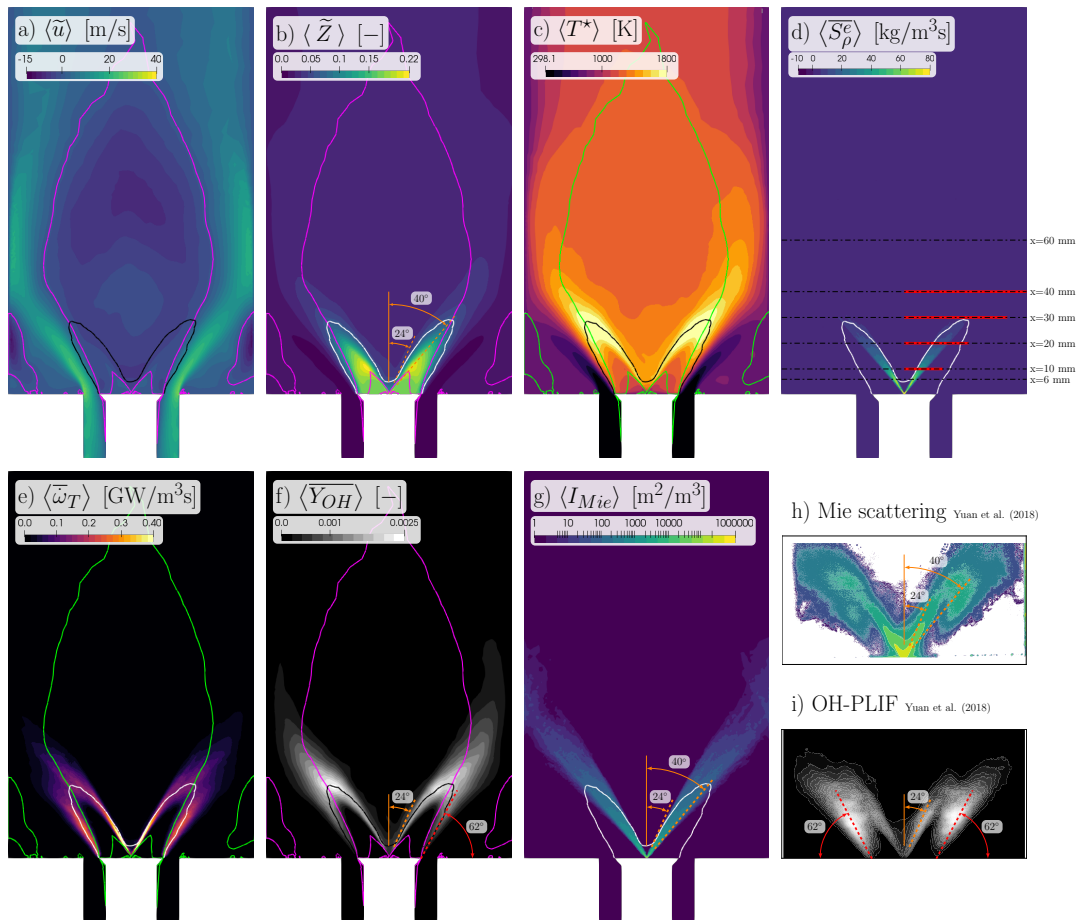 a) ⟨ũ⟩ [m/s]
-15 0 20 40
b) ⟨Z̃⟩ [−]
0.0 0.05 0.1 0.15 0.22
40°
24°
c) ⟨T⋆⟩ [K]
298.1 1000 1800
d) ⟨S̅ᵉᵨ⟩ [kg/m³s]
-10 0 20 40 60 80
x=60 mm
x=40 mm
x=30 mm
x=20 mm
x=10 mm
x=6 mm
e) ⟨ω̇̅_T⟩ [GW/m³s]
0.0 0.1 0.2 0.3 0.40
f) ⟨Y̅_OH⟩ [−]
0.0 0.001 0.0025
24°
62°
g) ⟨I_Mie⟩ [m²/m³]
1 10 100 1000 10000 1000000
40°
24°
h) Mie scattering Yuan et al. (2018)
40°
24°
i) OH-PLIF Yuan et al. (2018)
24°
62°
62°